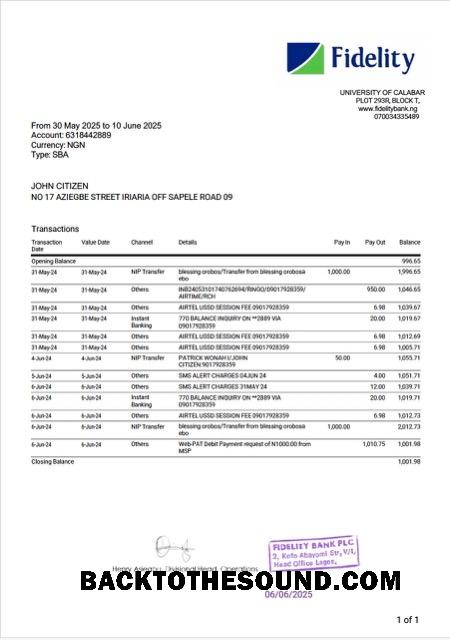 Fidelity
UNIVERSITY OF CALABAR
PLOT 293R, BLOCK T,
www.fidelitybank.ng
070034335489
From 30 May 2025 to 10 June 2025
Account: 6318442889
Currency: NGN
Type: SBA
JOHN CITIZEN
NO 17 AZIEGBE STREET IRIARIA OFF SAPELE ROAD 09
Transactions
Transaction Date Value Date Channel Details Pay In Pay Out Balance
Opening Balance 996.65
31-May-24 31-May-24 NIP Transfer blessing orobos/Transfer from blessing orobosa 1,000.00 1,996.65
ebo
31-May-24 31-May-24 Others INB24053101740762694/RINGO/09017928359/ 950.00 1,046.65
AIRTIME/RCH
31-May-24 31-May-24 Others AIRTEL USSD SESSION FEE 09017928359 6.98 1,039.67
31-May-24 31-May-24 Instant Banking 770 BALANCE INQUIRY ON **2889 VIA 20.00 1,019.67
09017928359
31-May-24 31-May-24 Others AIRTEL USSD SESSION FEE 09017928359 6.98 1,012.69
31-May-24 31-May-24 Others AIRTEL USSD SESSION FEE 09017928359 6.98 1,005.71
4-Jun-24 4-Jun-24 NIP Transfer PATRICK WONAH I/JOHN 50.00 1,055.71
CITIZEN:9017928359
5-Jun-24 5-Jun-24 Others SMS ALERT CHARGES 04JUN 24 4.00 1,051.71
6-Jun-24 6-Jun-24 Others SMS ALERT CHARGES 31MAY 24 12.00 1,039.71
6-Jun-24 6-Jun-24 Instant Banking 770 BALANCE INQUIRY ON **2889 VIA 20.00 1,019.71
09017928359
6-Jun-24 6-Jun-24 Others AIRTEL USSD SESSION FEE 09017928359 6.98 1,012.73
6-Jun-24 6-Jun-24 NIP Transfer blessing orobos/Transfer from blessing orobosa 1,000.00 2,012.73
ebo
6-Jun-24 6-Jun-24 Others Web-PAT Debit Payment request of N1000.00 from 1,010.75 1,001.98
MSP
Closing Balance 1,001.98
FIDELITY BANK PLC
2, Kofo Abayomi Str, V/I,
Head Office Lagos,
Divisional Head, Operations
BACKTOTHESOUND.COM
06/06/2025
1 of 1